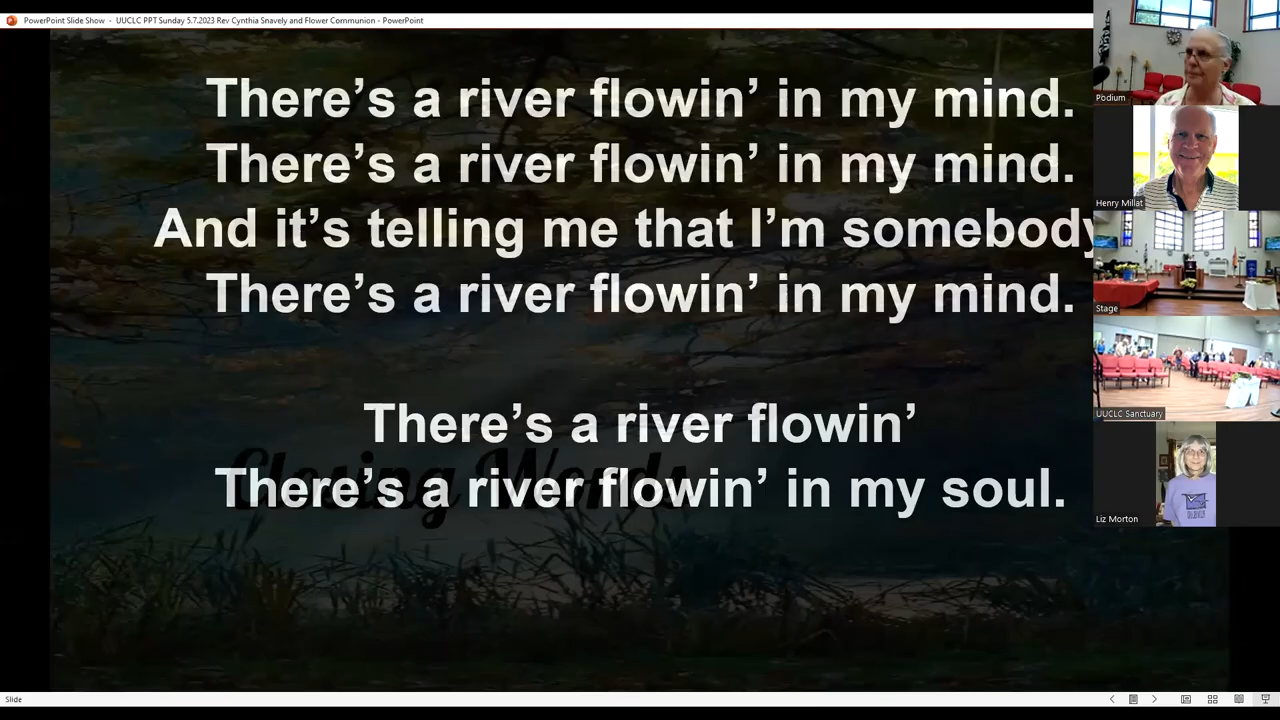 PowerPoint Slide Show - UUCLC PPT Sunday 5.7.2023 Rev Cynthia Snavely and Flower Communion - PowerPoint
There’s a river flowin’ in my mind.
There’s a river flowin’ in my mind.
And it’s telling me that I’m somebody
There’s a river flowin’ in my mind.
There’s a river flowin’
Closing Words
There’s a river flowin’ in my soul.
Podium
Henry Millat
Stage
UUCLC Sanctuary
Liz Morton
Slide